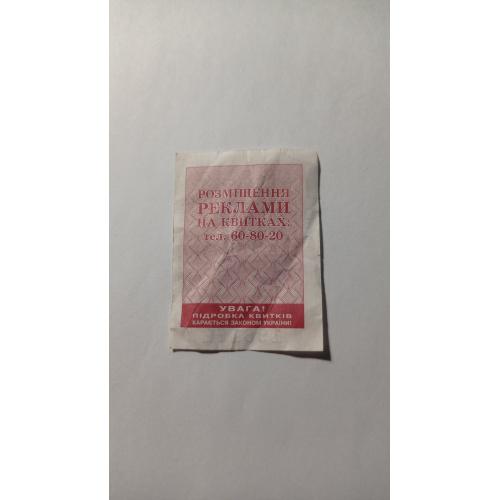 РОЗМІЩЕННЯ
РЕКЛАМИ
НА КВИТКАХ:
тел. 60-80-20
УВАГА!
ПІДРОБКА КВИТКІВ
КАРАЄТЬСЯ ЗАКОНОМ УКРАЇНИ!